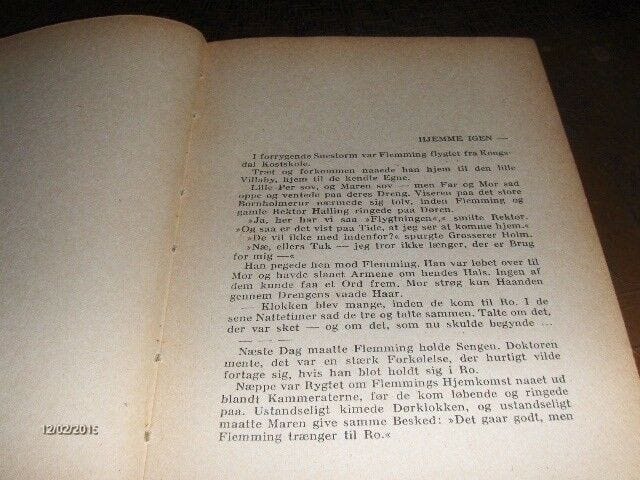 HJEMME IGEN —
I forrygende Snestorm var Flemming flygtet fra Kongs-
dal Kostskole.
Træt og forkommen naaede han hjem til den lille
Villaby, hjem til de kendte Egne.
Lille-Per sov, og Maren sov — men Far og Mor sad
oppe og ventede paa deres Dreng. Viseren paa det store
Bornholmerur nærmede sig tolv, inden Flemming og
gamle Rektor Halling ringede paa Døren.
»Ja, her har vi saa »Flygtningen«,« smilte Rektor.
»Og saa er det vist paa Tide, at jeg ser at komme hjem.«
»De vil ikke med indenfor?« spurgte Grosserer Holm.
»Næ, ellers Tak — jeg tror ikke længer, der er Brug
for mig —«
Han pegede hen mod Flemming. Han var løbet over til
Mor og havde slaaet Armene om hendes Hals. Ingen af
dem kunde faa et Ord frem. Mor strøg kun Haanden
gennem Drengens vaade Haar.
— Klokken blev mange, inden de kom til Ro. I de
sene Nattetimer sad de tre og talte sammen. Talte om det,
der var sket — og om det, som nu skulde begynde ...
— — —
Næste Dag maatte Flemming holde Sengen. Doktoren
mente, det var en stærk Forkølelse, der hurtigt vilde
fortage sig, hvis han blot holdt sig i Ro.
Næppe var Rygtet om Flemmings Hjemkomst naaet ud
blandt Kammeraterne, før de kom løbende og ringede
paa. Ustandseligt kimede Dørklokken, og ustandseligt
maatte Maren give samme Besked: »Det gaar godt, men
Flemming trænger til Ro.«
12/02/2015